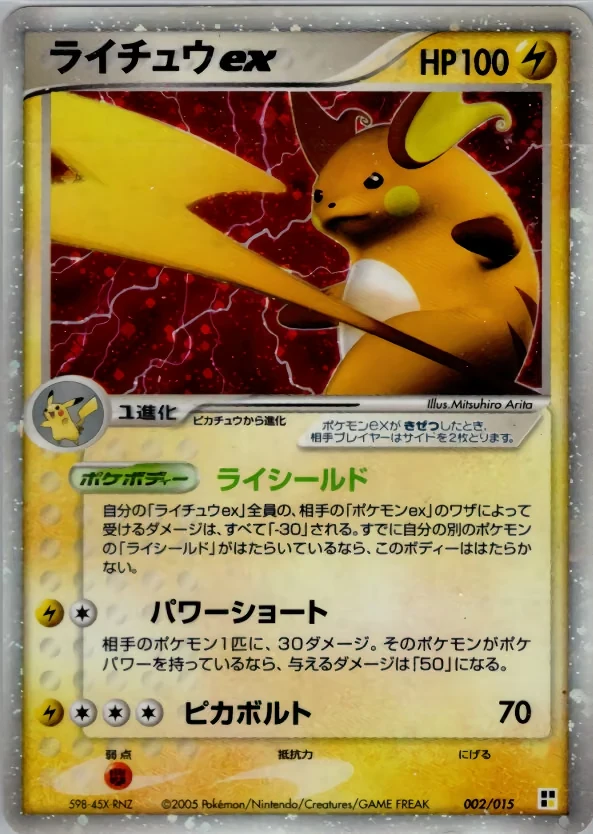 ライチュウex HP100
Illus. Mitsuhiro Arita
1進化 ピカチュウから進化
ポケモンexが きぜつしたとき、
相手プレイヤーはサイドを2枚とります。
ポケボディー ライシールド
自分の「ライチュウex」全員の、相手の「ポケモンex」のワザによって
受けるダメージは、すべて「-30」される。すでに自分の別のポケモン
の「ライシールド」がはたらいているなら、このボディーははたらか
ない。
パワーショート
相手のポケモン1匹に、30ダメージ。そのポケモンがポケ
パワーを持っているなら、与えるダメージは「50」になる。
ピカボルト 70
弱点 抵抗力 にげる
598-45X-RNZ ©2005 Pokémon/Nintendo/Creatures/GAME FREAK 002/015